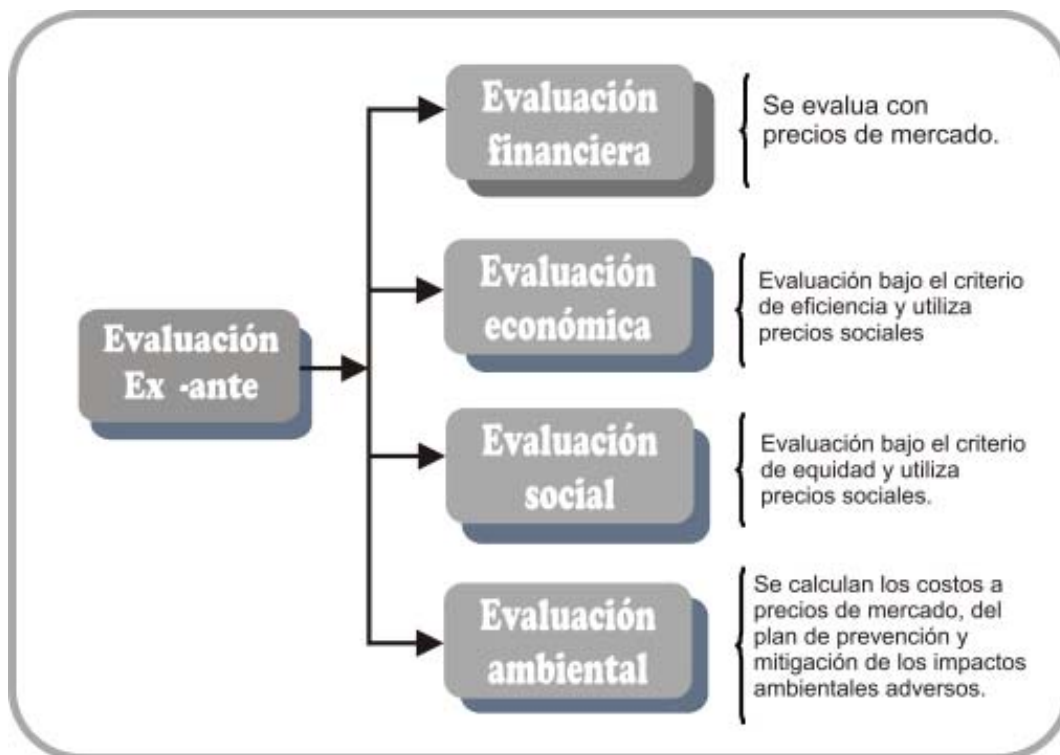 Evaluación
financiera
Se evalua con
precios de mercado.
Evaluación
económica
Evaluación bajo el criterio
de eficiencia y utiliza
precios sociales
Evaluación
Ex -ante
Evaluación
social
Evaluación bajo el criterio
de equidad y utiliza
precios sociales.
Evaluación
ambiental
Se calculan los costos a
precios de mercado, del
plan de prevención y
mitigación de los impactos
ambientales adversos.